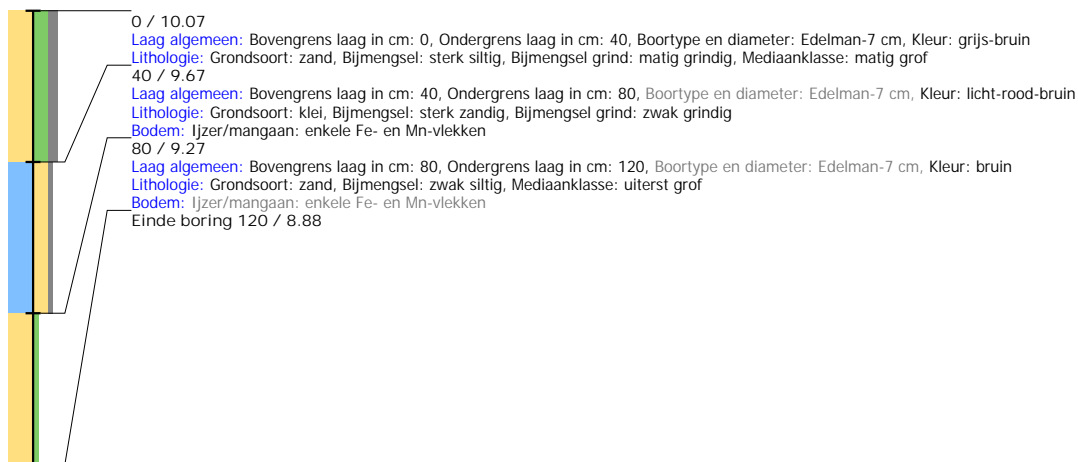 0 / 10.07
Laag algemeen: Bovengrens laag in cm: 0, Ondergrens laag in cm: 40, Boortype en diameter: Edelman-7 cm, Kleur: grijs-bruin
Lithologie: Grondsoort: zand, Bijmengsel: sterk siltig, Bijmengsel grind: matig grindig, Mediaanklasse: matig grof
40 / 9.67
Laag algemeen: Bovengrens laag in cm: 40, Ondergrens laag in cm: 80, Boortype en diameter: Edelman-7 cm, Kleur: licht-rood-bruin
Lithologie: Grondsoort: klei, Bijmengsel: sterk zandig, Bijmengsel grind: zwak grindig
Bodem: Ijzer/mangaan: enkele Fe- en Mn-vlekken
80 / 9.27
Laag algemeen: Bovengrens laag in cm: 80, Ondergrens laag in cm: 120, Boortype en diameter: Edelman-7 cm, Kleur: bruin
Lithologie: Grondsoort: zand, Bijmengsel: zwak siltig, Mediaanklasse: uiterst grof
Bodem: Ijzer/mangaan: enkele Fe- en Mn-vlekken
Einde boring 120 / 8.88